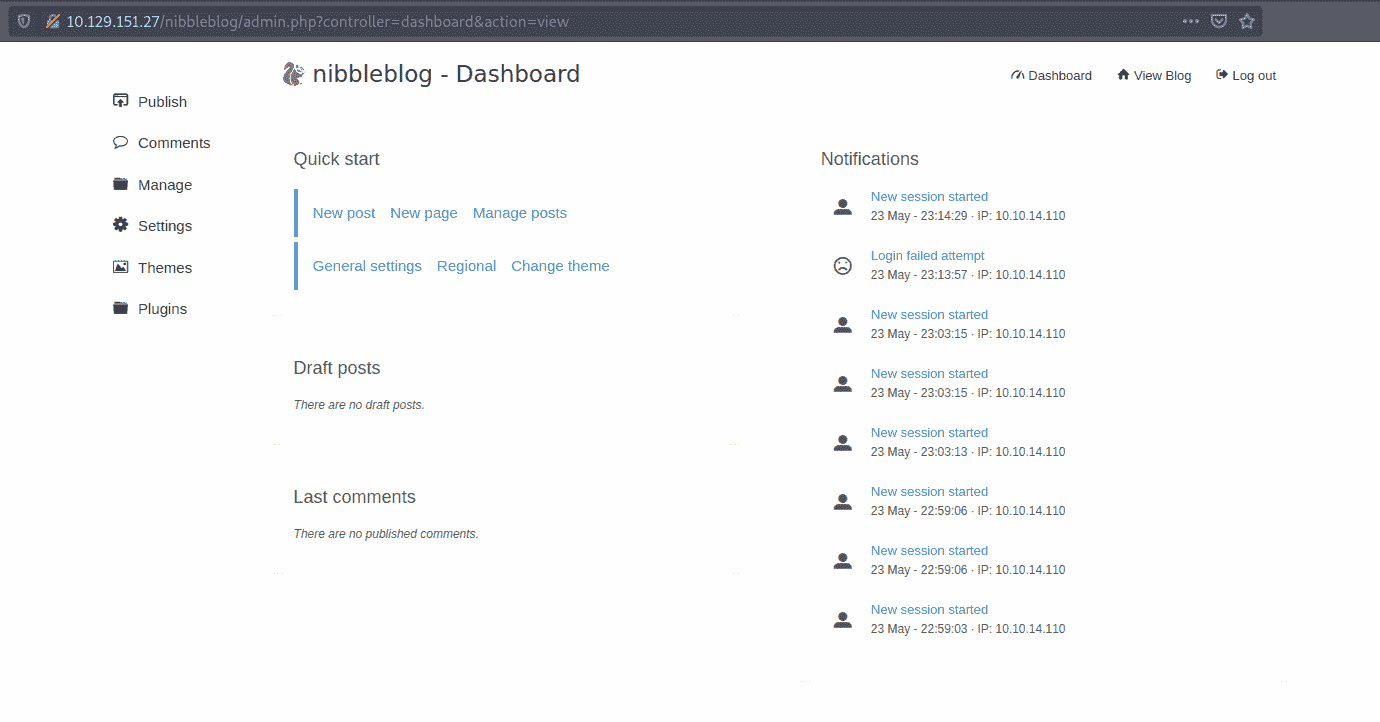 10.129.151.27/nibbleblog/admin.php?controller=dashboard&action=view
nibbleblog - Dashboard
Dashboard View Blog Log out
Publish
Comments
Manage
Settings
Themes
Plugins
Quick start
New post New page Manage posts
General settings Regional Change theme
Draft posts
There are no draft posts.
Last comments
There are no published comments.
Notifications
New session started
23 May - 23:14:29 · IP: 10.10.14.110
Login failed attempt
23 May - 23:13:57 · IP: 10.10.14.110
New session started
23 May - 23:03:15 · IP: 10.10.14.110
New session started
23 May - 23:03:15 · IP: 10.10.14.110
New session started
23 May - 23:03:13 · IP: 10.10.14.110
New session started
23 May - 22:59:06 · IP: 10.10.14.110
New session started
23 May - 22:59:06 · IP: 10.10.14.110
New session started
23 May - 22:59:03 · IP: 10.10.14.110